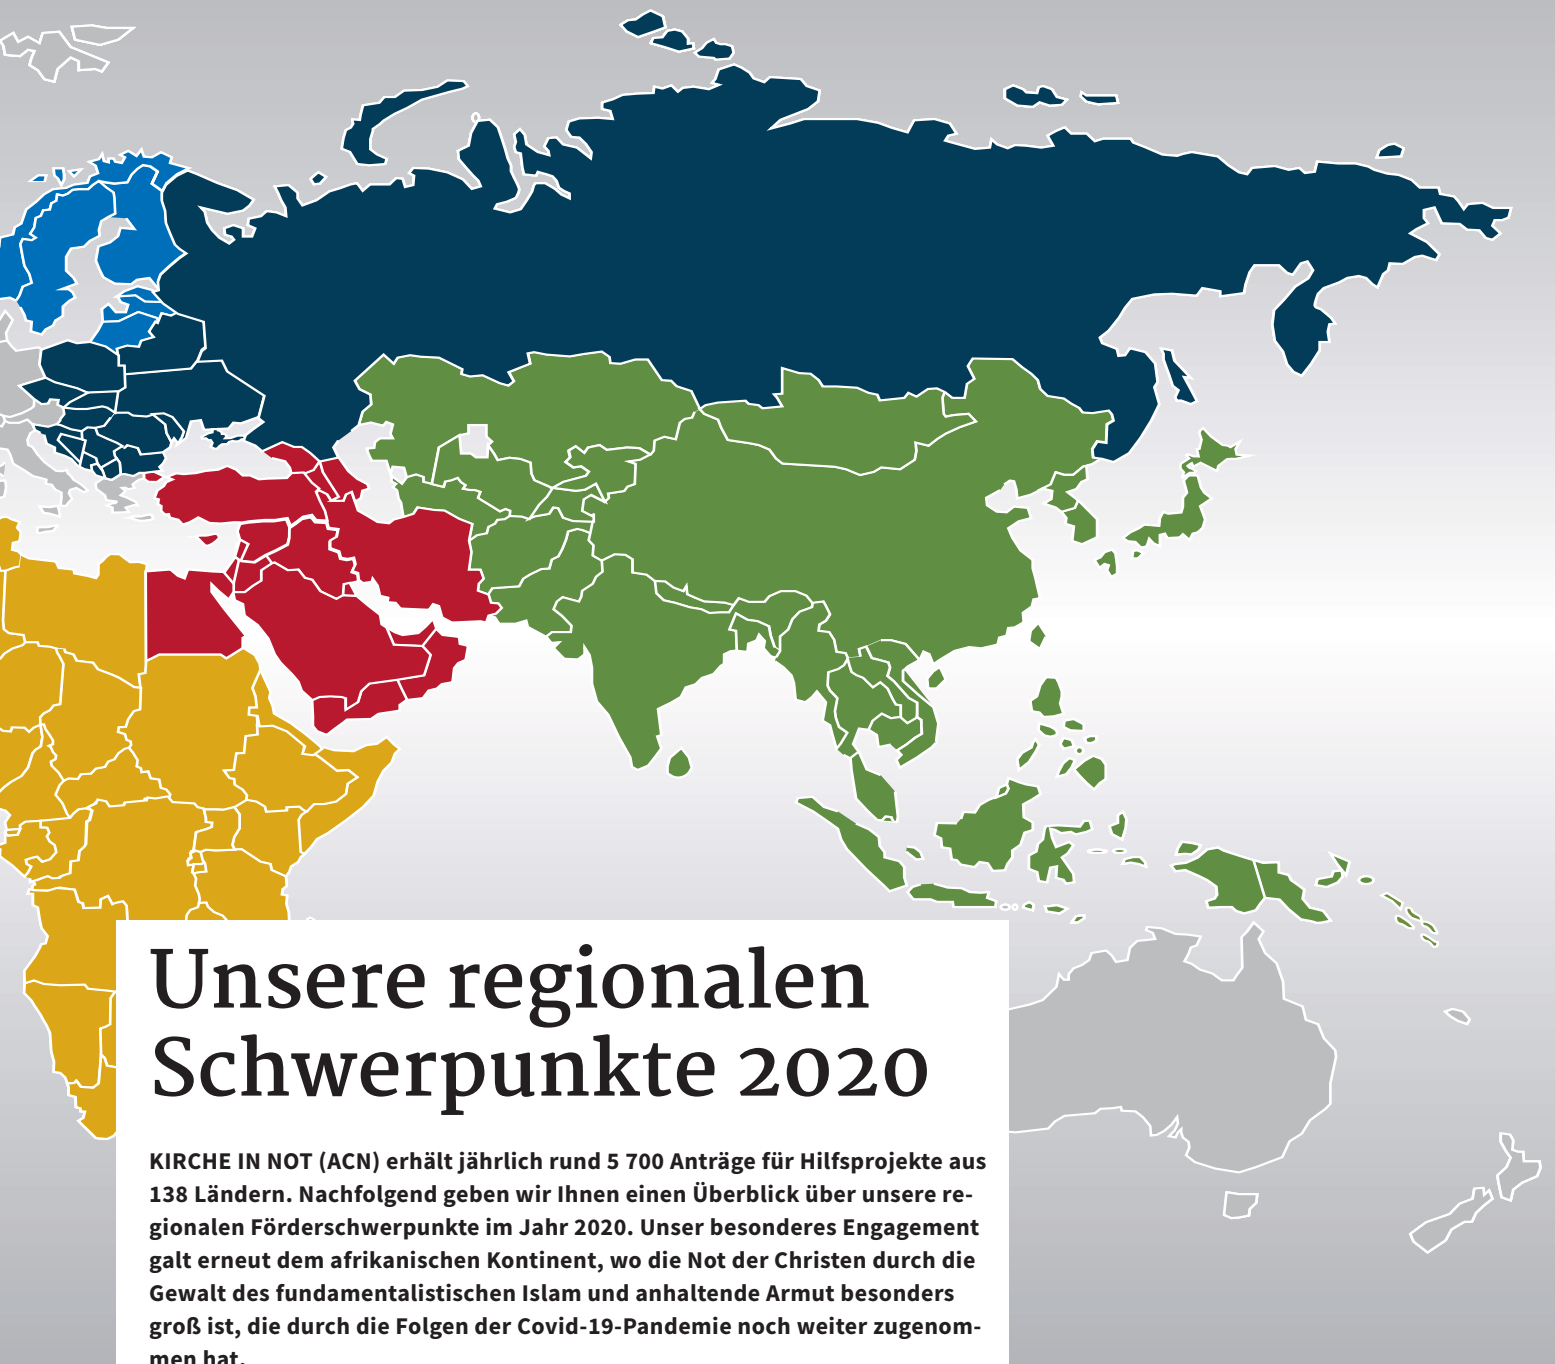 Unsere regionalen
Schwerpunkte 2020
KIRCHE IN NOT (ACN) erhält jährlich rund 5 700 Anträge für Hilfsprojekte aus
138 Ländern. Nachfolgend geben wir Ihnen einen Überblick über unsere re-
gionalen Förderschwerpunkte im Jahr 2020. Unser besonderes Engagement
galt erneut dem afrikanischen Kontinent, wo die Not der Christen durch die
Gewalt des fundamentalistischen Islam und anhaltende Armut besonders
groß ist, die durch die Folgen der Covid-19-Pandemie noch weiter zugenom-
men hat.